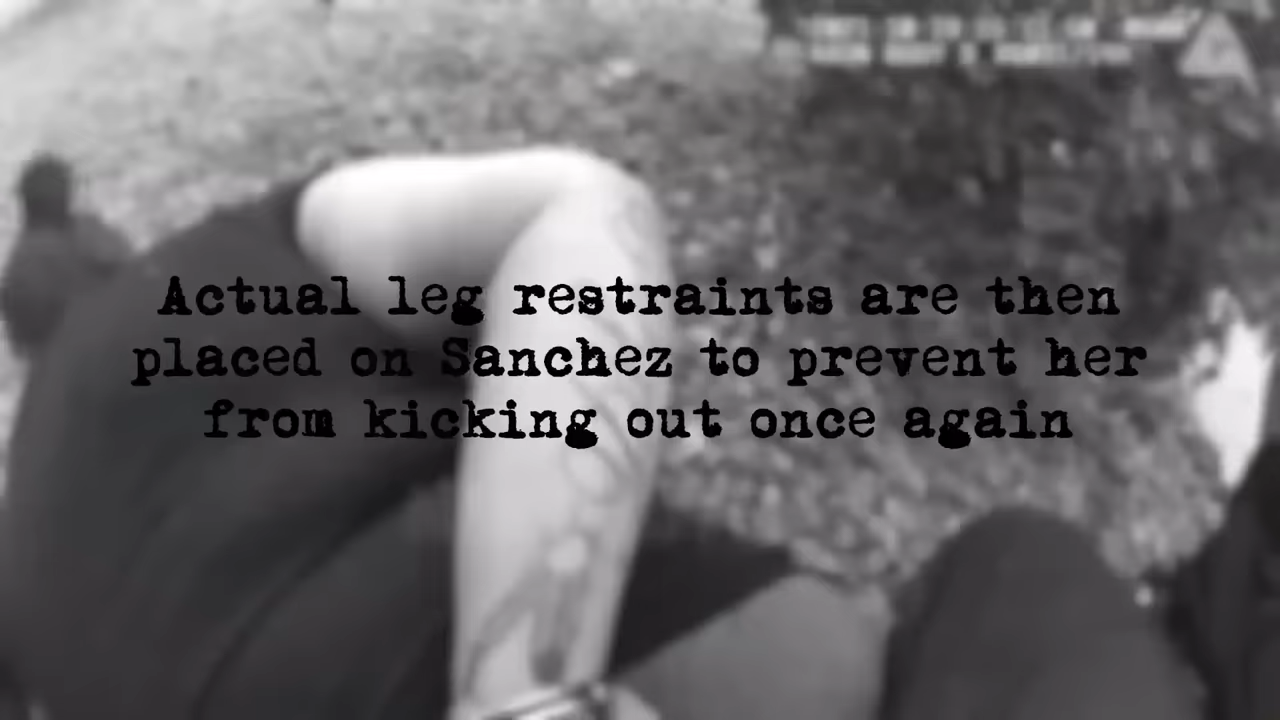 Actual leg restraints are then
placed on Sanchez to prevent her
from kicking out once again